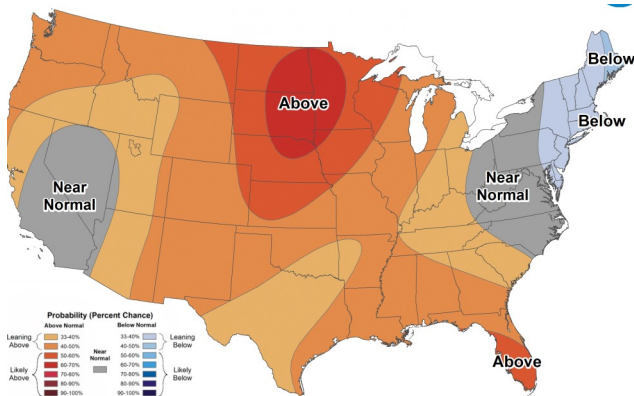 Below
Above
Below
Near
Normal
Near
Normal
Above
Probability (Percent Chance)
Above Normal
Below Normal
Leaning
Above
33-40%
40-50%
33-40%
40-50%
Leaning
Below
Likely
Above
50-60%
60-70%
70-80%
80-90%
90-100%
Near
Normal
50-60%
60-70%
70-80%
80-90%
90-100%
Likely
Below